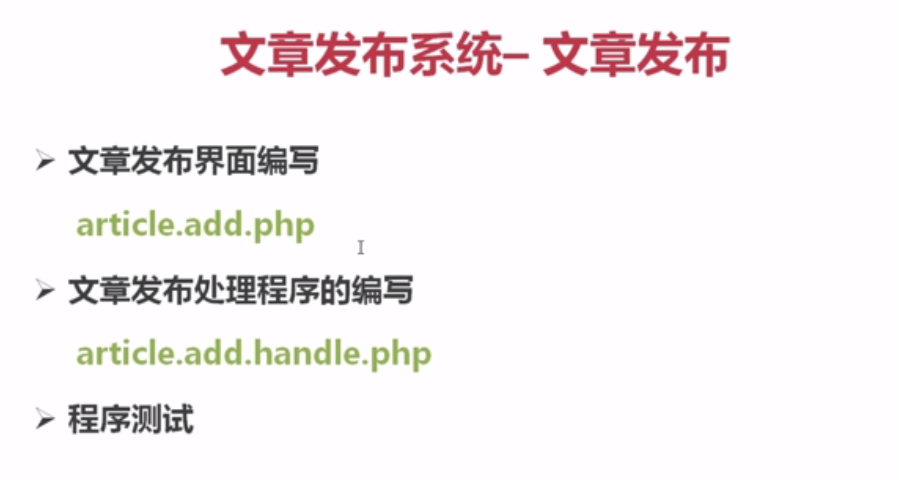 文章发布系统– 文章发布
➢ 文章发布界面编写
article.add.php
➢ 文章发布处理程序的编写
article.add.handle.php
➢ 程序测试